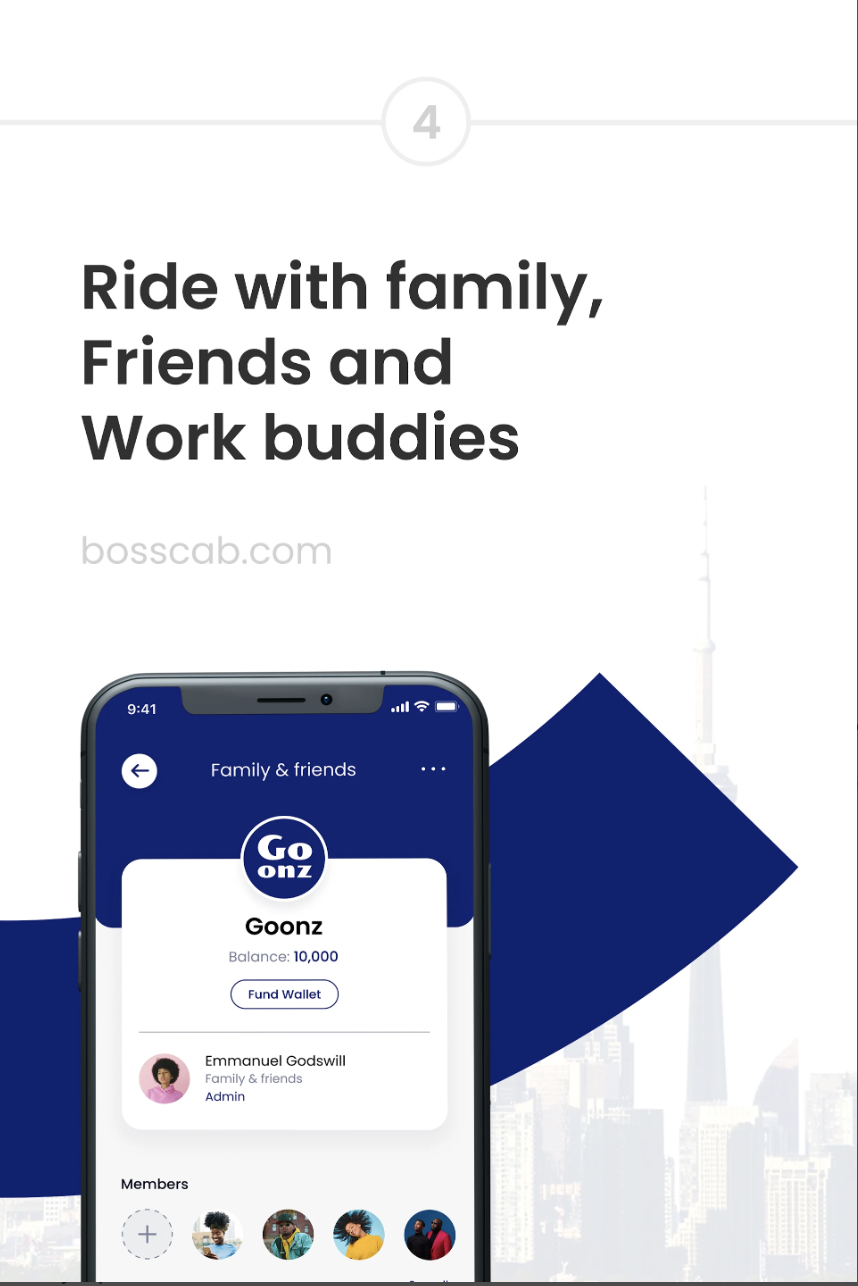 4
Ride with family,
Friends and
Work buddies
bosscab.com
9:41
Family & friends
Go
onz
Goonz
Balance: 10,000
Fund Wallet
Emmanuel Godswill
Family & friends
Admin
Members